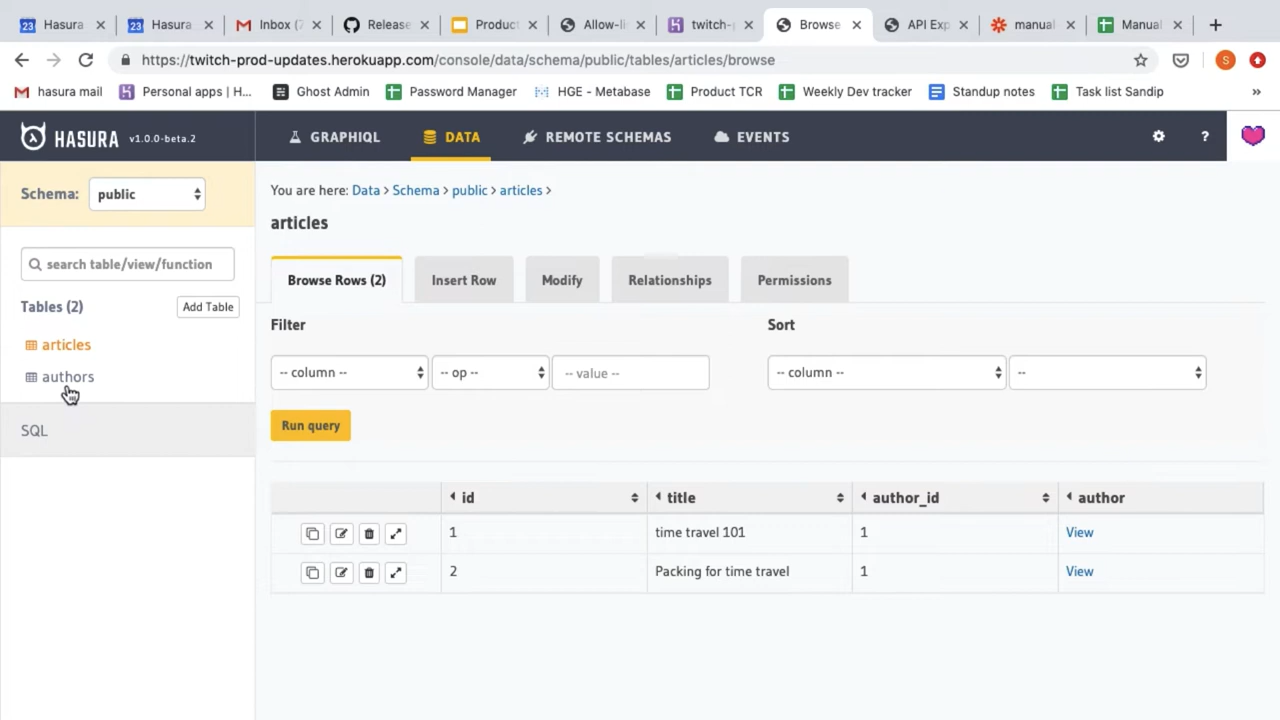 Hasura
Hasura
Inbox (
Release
Product
Allow-li
twitch-p
Browse
API Exp
manual
Manual
https://twitch-prod-updates.herokuapp.com/console/data/schema/public/tables/articles/browse
S
hasura mail
Personal apps | H...
Ghost Admin
Password Manager
HGE - Metabase
Product TCR
Weekly Dev tracker
Standup notes
Task list Sandip
»
HASURA v1.0.0-beta.2
GRAPHIQL
DATA
REMOTE SCHEMAS
EVENTS
?
Schema: public
You are here: Data > Schema > public > articles >
articles
search table/view/function
Browse Rows (2)
Insert Row
Modify
Relationships
Permissions
Tables (2)
Add Table
Filter
Sort
articles
authors
-- column --
-- op --
-- value --
-- column --
--
SQL
Run query
id title author_id author
1 time travel 101 1 View
2 Packing for time travel 1 View